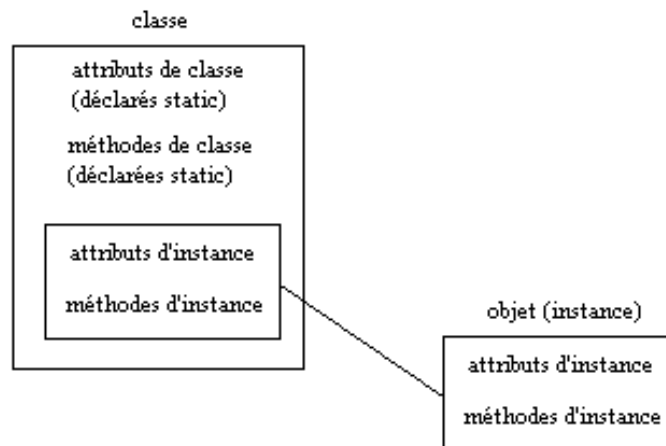 classe
attributs de classe
(déclarés static)
méthodes de classe
(déclarées static)
attributs d'instance
méthodes d'instance
objet (instance)
attributs d'instance
méthodes d'instance